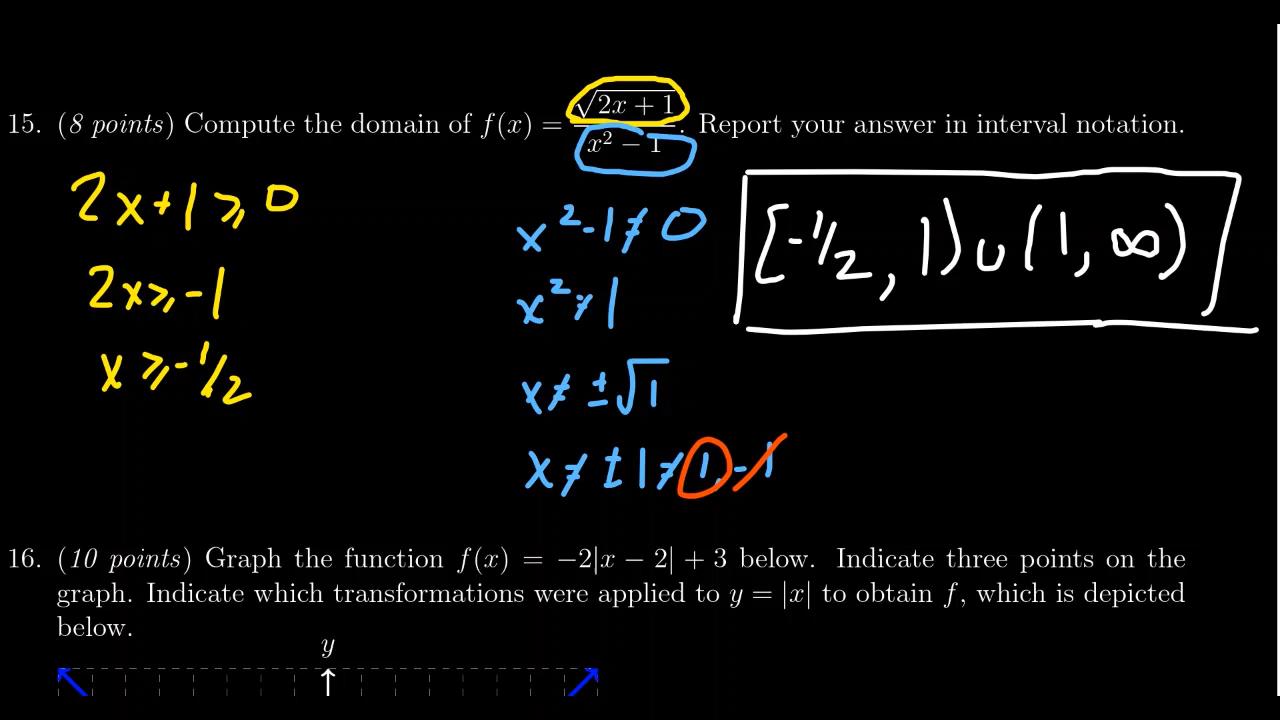 15. (8 points) Compute the domain of f(x) = √(2x + 1) / (x² − 1). Report your answer in interval notation.
2x+1 ≥ 0
2x ≥ -1
x ≥ -1/2
x²-1 ≠ 0
x² ≠ 1
x ≠ ±√1
x ≠ ±1 ≠ 1, -1
[-1/2, 1) ∪ (1, ∞)
16. (10 points) Graph the function f(x) = −2|x − 2| + 3 below. Indicate three points on the
graph. Indicate which transformations were applied to y = |x| to obtain f, which is depicted
below.
y